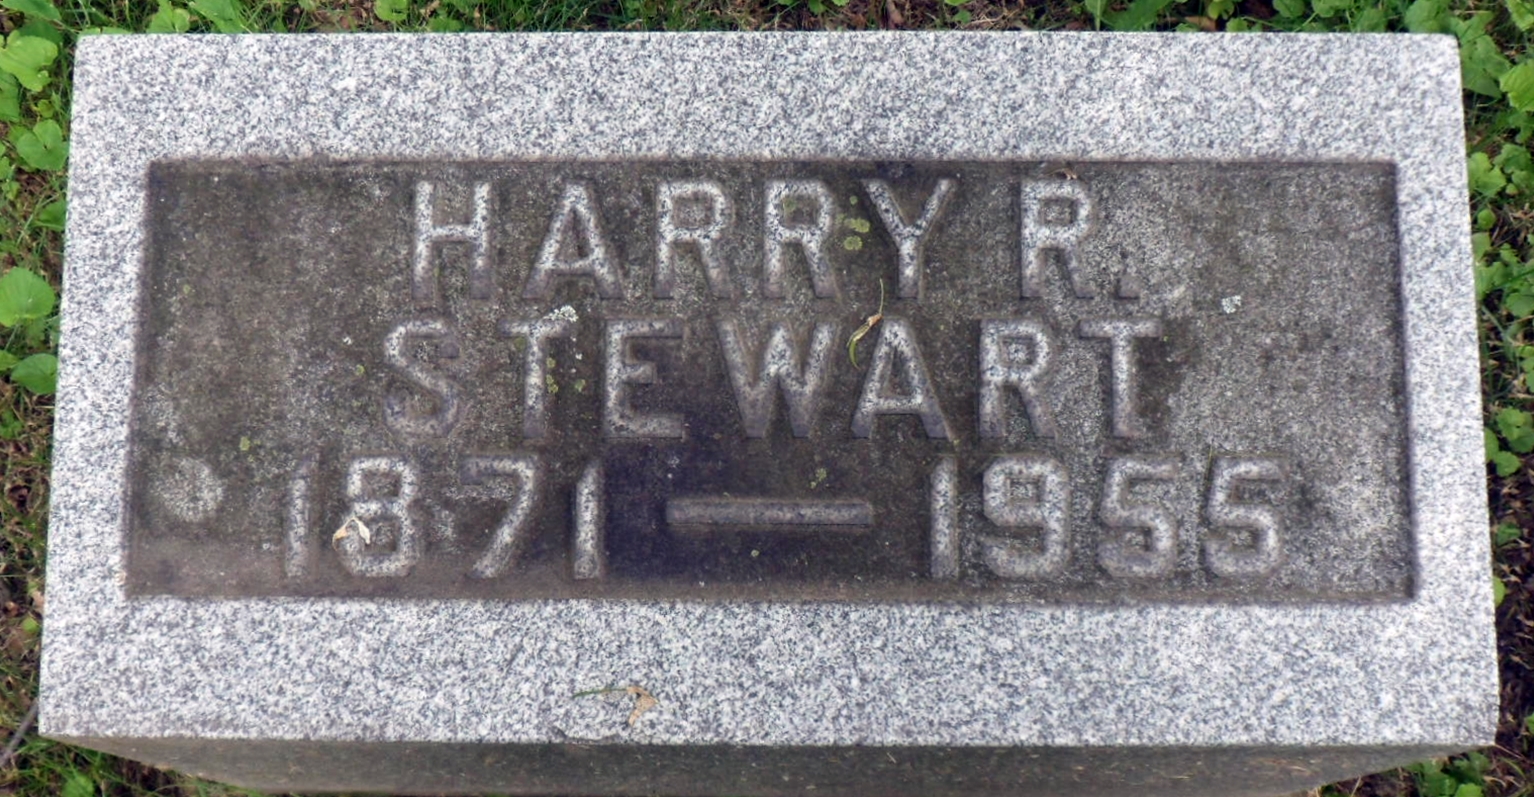 HARRY R.
STEWART
1871 — 1955